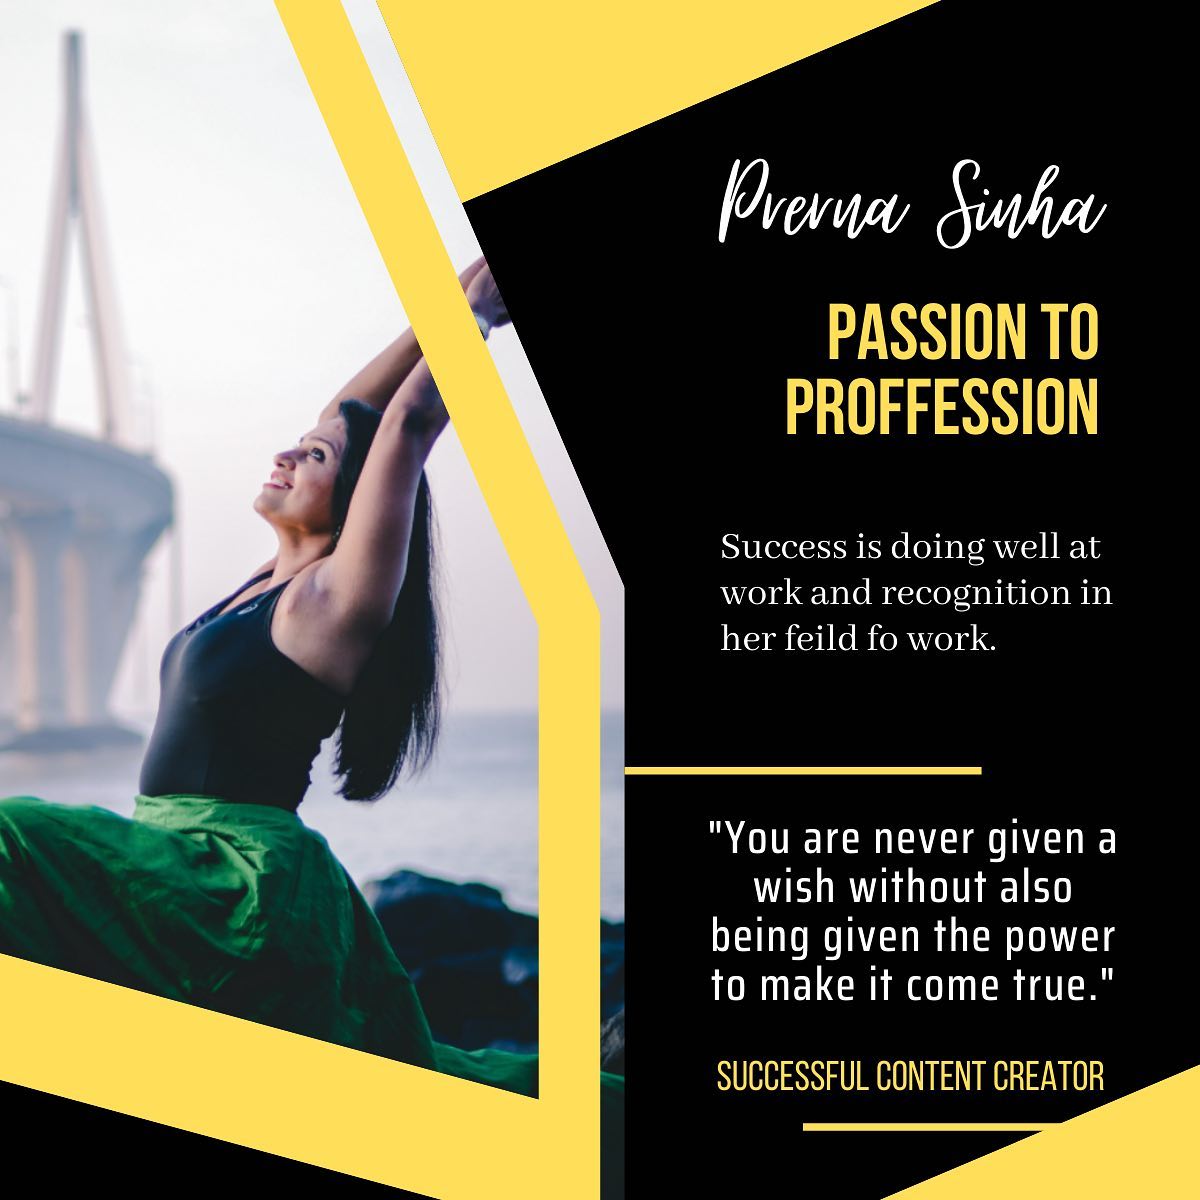 Prerna Sinha
PASSION TO
PROFFESSION
Success is doing well at
work and recognition in
her feild fo work.
"You are never given a
wish without also
being given the power
to make it come true."
SUCCESSFUL CONTENT CREATOR